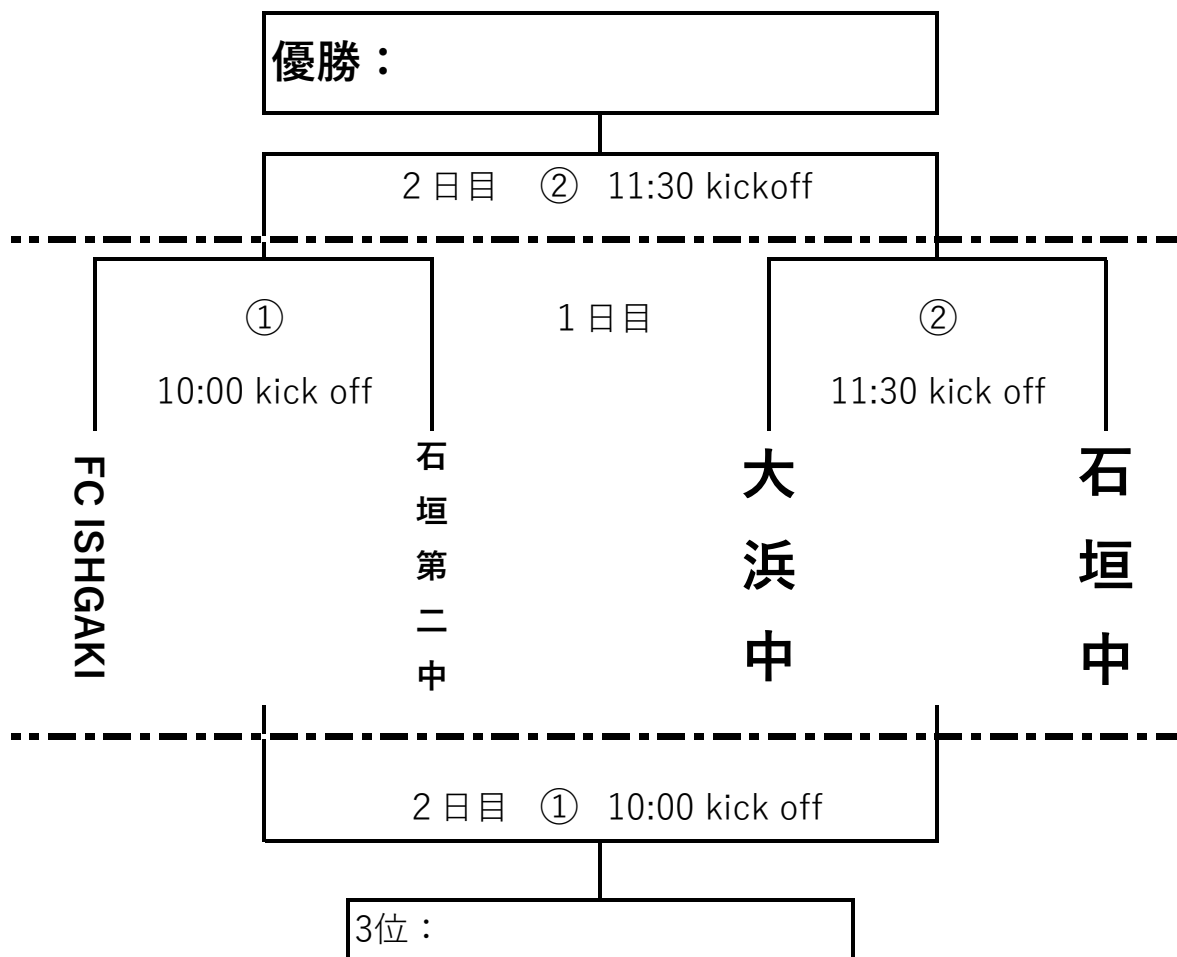 優勝：
２日目　②　11:30 kickoff
①
１日目
②
10:00 kick off
11:30 kick off
FC ISHGAKI
石垣第二中
大浜中
石垣中
２日目　①　10:00 kick off
3位：